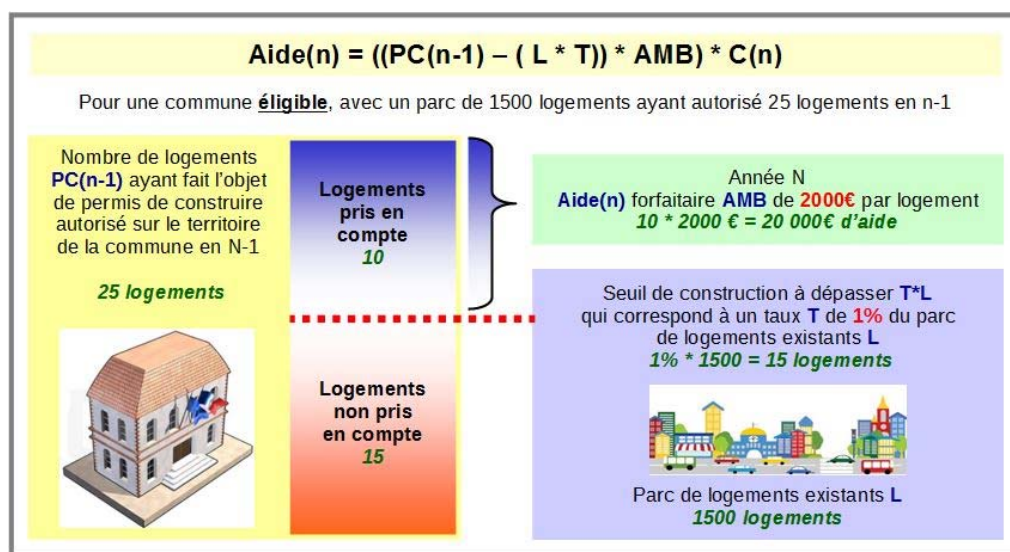 Aide(n) = ((PC(n-1) – ( L * T)) * AMB) * C(n)
Pour une commune éligible, avec un parc de 1500 logements ayant autorisé 25 logements en n-1
Nombre de logements
PC(n-1) ayant fait l'objet
de permis de construire
autorisé sur le territoire
de la commune en N-1
25 logements
Logements
pris en
compte
10
Logements
non pris
en compte
15
Année N
Aide(n) forfaitaire AMB de 2000€ par logement
10 * 2000 € = 20 000€ d'aide
Seuil de construction à dépasser T*L
qui correspond à un taux T de 1% du parc
de logements existants L
1% * 1500 = 15 logements
Parc de logements existants L
1500 logements